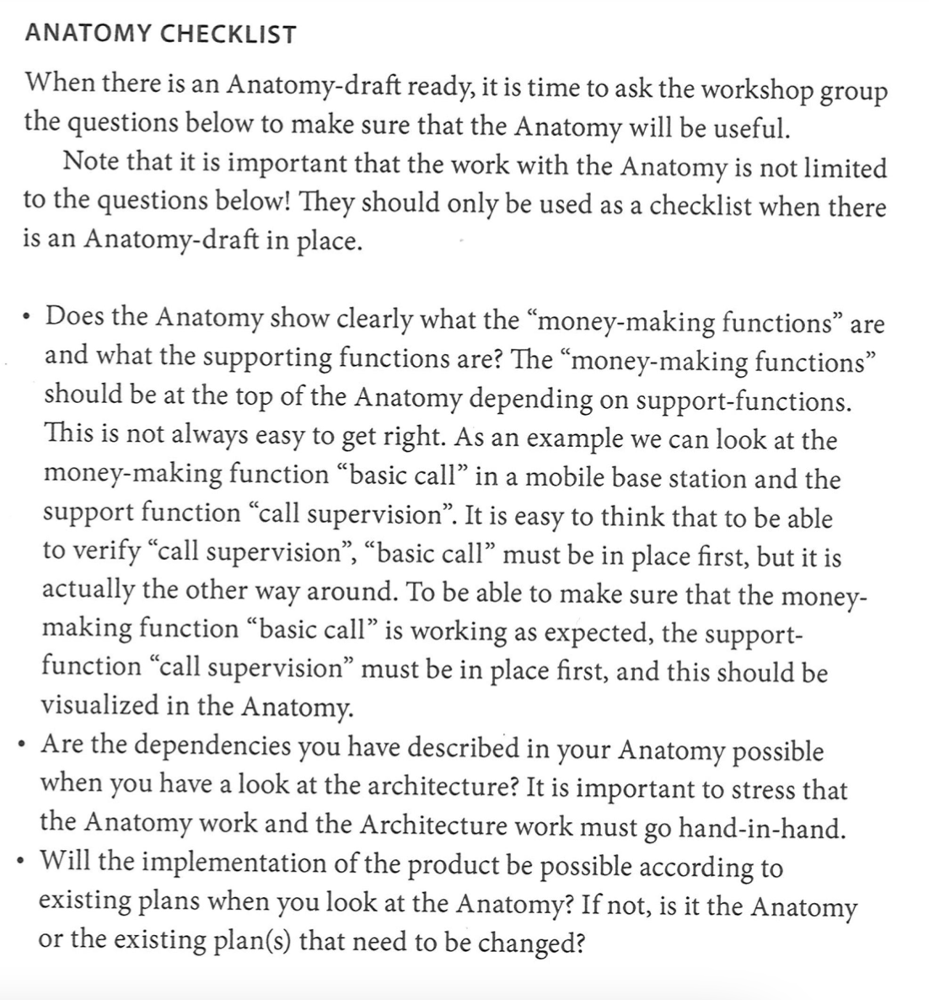 ANATOMY CHECKLIST
When there is an Anatomy-draft ready, it is time to ask the workshop group
the questions below to make sure that the Anatomy will be useful.
Note that it is important that the work with the Anatomy is not limited
to the questions below! They should only be used as a checklist when there
is an Anatomy-draft in place.
• Does the Anatomy show clearly what the “money-making functions” are
and what the supporting functions are? The “money-making functions”
should be at the top of the Anatomy depending on support-functions.
This is not always easy to get right. As an example we can look at the
money-making function “basic call” in a mobile base station and the
support function “call supervision”. It is easy to think that to be able
to verify “call supervision”, “basic call” must be in place first, but it is
actually the other way around. To be able to make sure that the money-
making function “basic call” is working as expected, the support-
function “call supervision” must be in place first, and this should be
visualized in the Anatomy.
• Are the dependencies you have described in your Anatomy possible
when you have a look at the architecture? It is important to stress that
the Anatomy work and the Architecture work must go hand-in-hand.
• Will the implementation of the product be possible according to
existing plans when you look at the Anatomy? If not, is it the Anatomy
or the existing plan(s) that need to be changed?